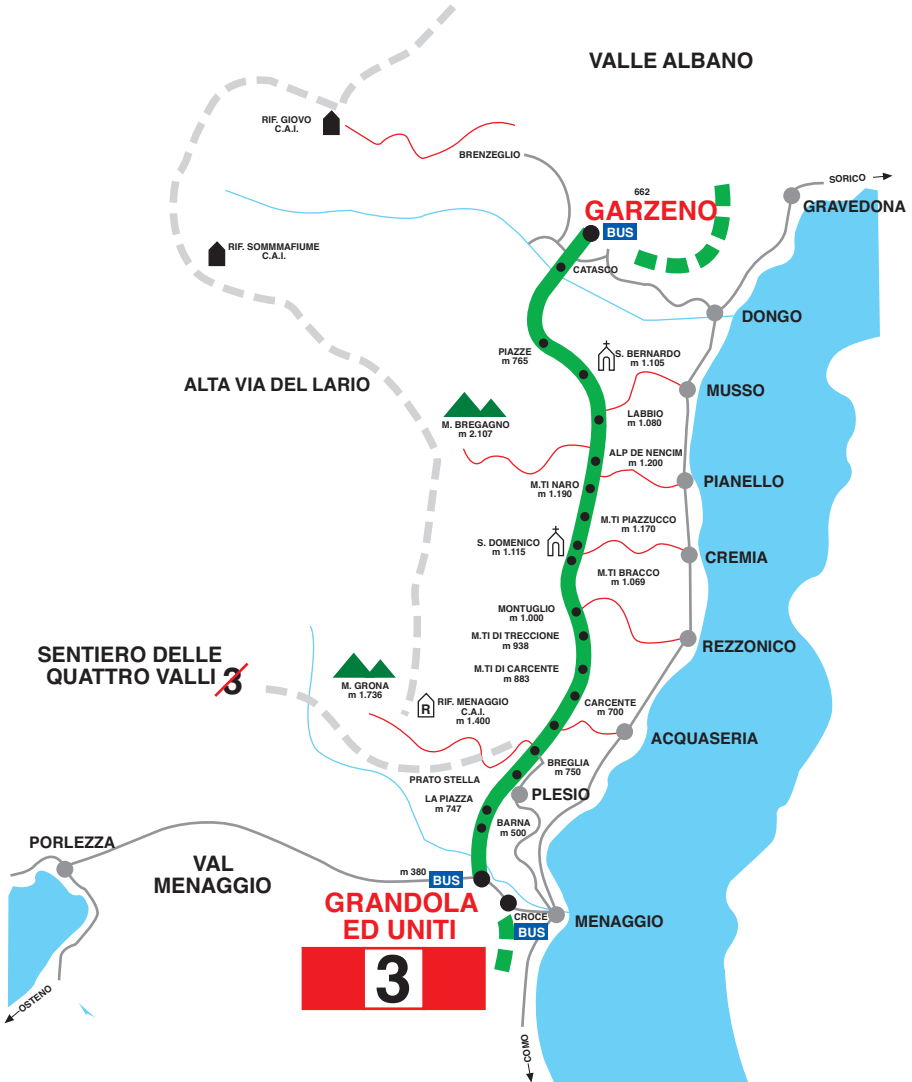 VALLE ALBANO
RIF. GIOVO
C.A.I.
BRENZEGLIO
SORICO
662
GARZENO
BUS
GRAVEDONA
RIF. SOMMMAFIUME
C.A.I.
CATASCO
DONGO
PIAZZE
m 765
S. BERNARDO
m 1.105
ALTA VIA DEL LARIO
MUSSO
M. BREGAGNO
m 2.107
LABBIO
m 1.080
ALP DE NENCIM
m 1.200
M.TI NARO
m 1.190
PIANELLO
M.TI PIAZZUCCO
m 1.170
S. DOMENICO
m 1.115
CREMIA
M.TI BRACCO
m 1.069
MONTUGLIO
m 1.000
M.TI DI TRECCIONE
m 938
REZZONICO
SENTIERO DELLE
QUATTRO VALLI 3
M.TI DI CARCENTE
m 883
M. GRONA
m 1.736
R
RIF. MENAGGIO
C.A.I.
m 1.400
CARCENTE
m 700
ACQUASERIA
BREGLIA
m 750
PRATO STELLA
PLESIO
LA PIAZZA
m 747
BARNA
m 500
PORLEZZA
VAL
MENAGGIO
m 380
BUS
GRANDOLA
ED UNITI
CROCE
BUS
MENAGGIO
3
OSTENO
COMO